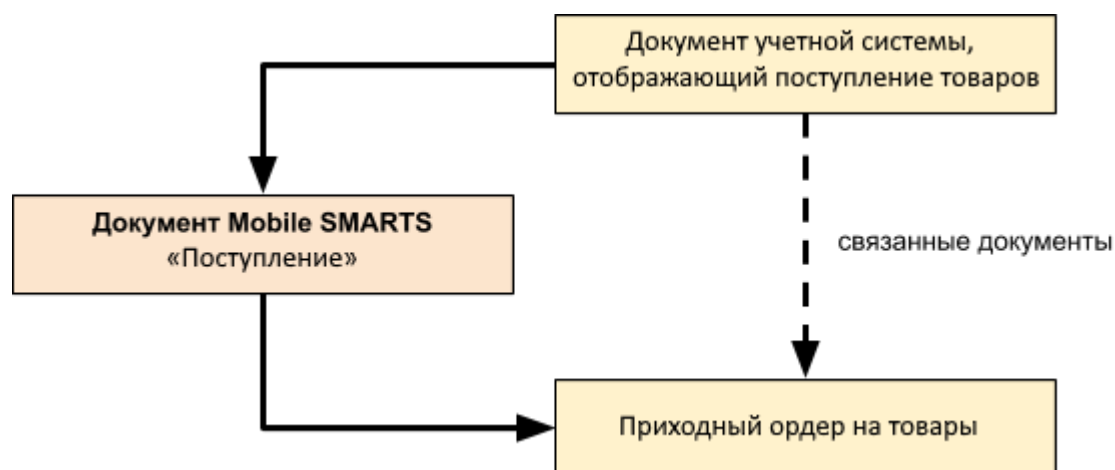 Документ учетной системы,
отображающий поступление товаров
Документ Mobile SMARTS
«Поступление»
связанные документы
Приходный ордер на товары